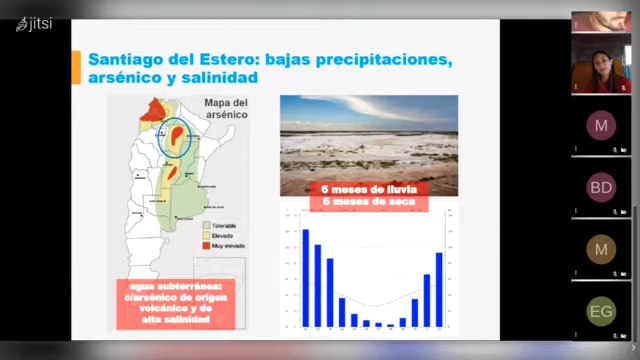 jitsi
Santiago del Estero: bajas precipitaciones,
arsénico y salinidad
Mapa del
arsénico
Tolerable
Elevado
Muy elevado
agua subterránea:
c/arsénico de origen
volcánico y de
alta salinidad
6 meses de lluvia
6 meses de seca
M
BD
M
EG